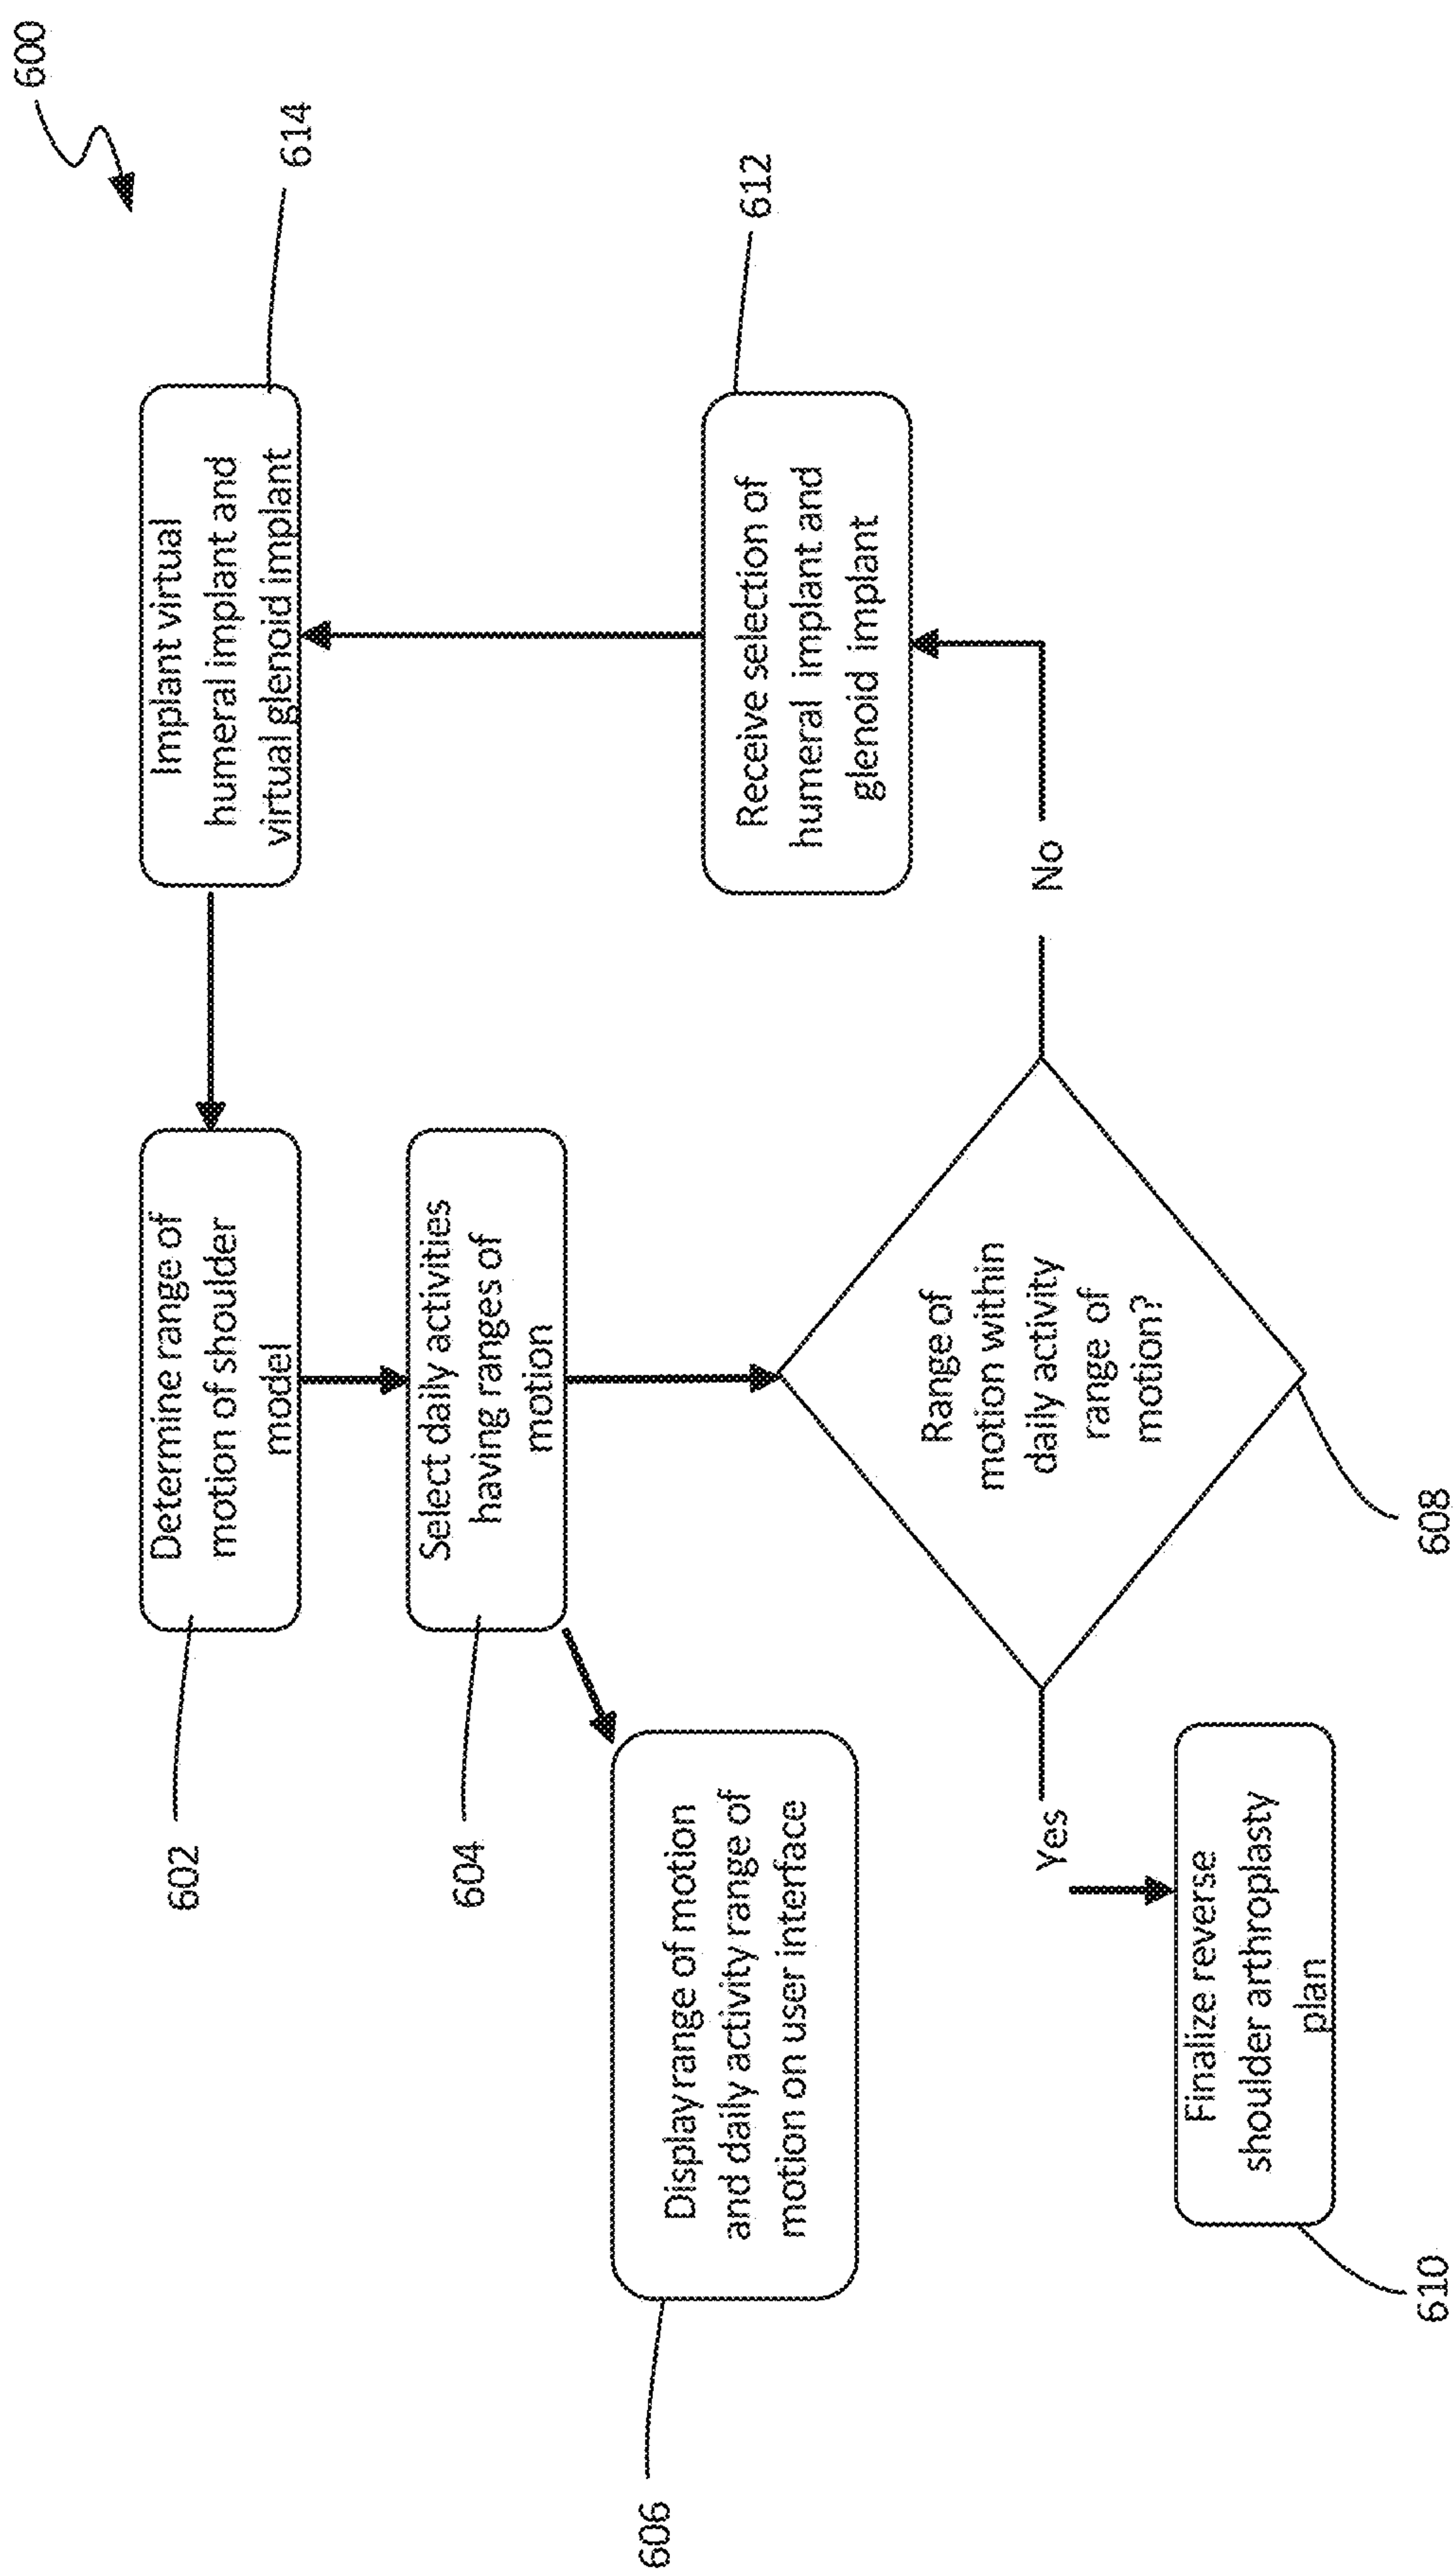 600
602
Determine range of
motion of shoulder
model
Implant virtual
humeral implant and
virtual glenoid implant
614
604
Select daily activities
having ranges of
motion
606
Display range of motion
and daily activity range of
motion on user interface
Range of
motion within
daily activity
range of
motion?
608
Receive selection of
humeral implant and
glenoid implant
612
Yes
No
Finalize reverse
shoulder arthroplasty
plan
610